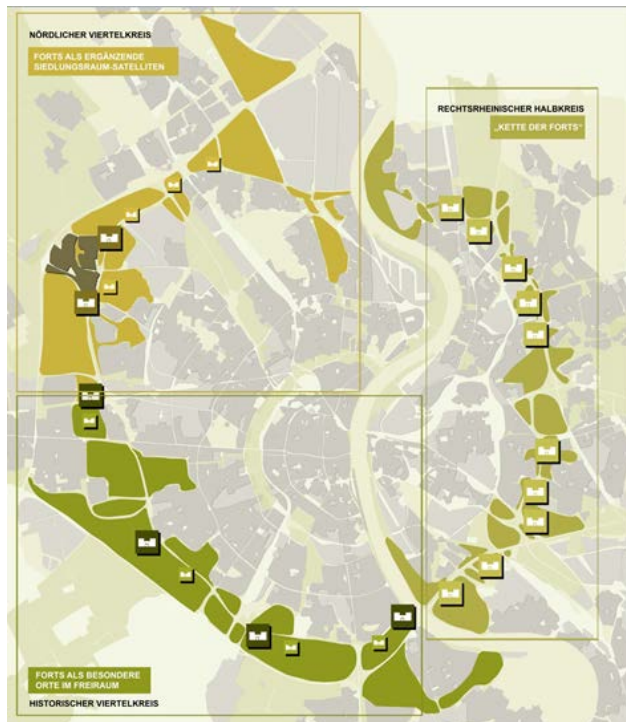 NÖRDLICHER VIERTELKREIS
FORTS ALS ERGÄNZENDE
SIEDLUNGSRAUM-SATELLITEN
RECHTSRHEINISCHER HALBKREIS
„KETTE DER FORTS“
FORTS ALS BESONDERE
ORTE IM FREIRAUM
HISTORISCHER VIERTELKREIS